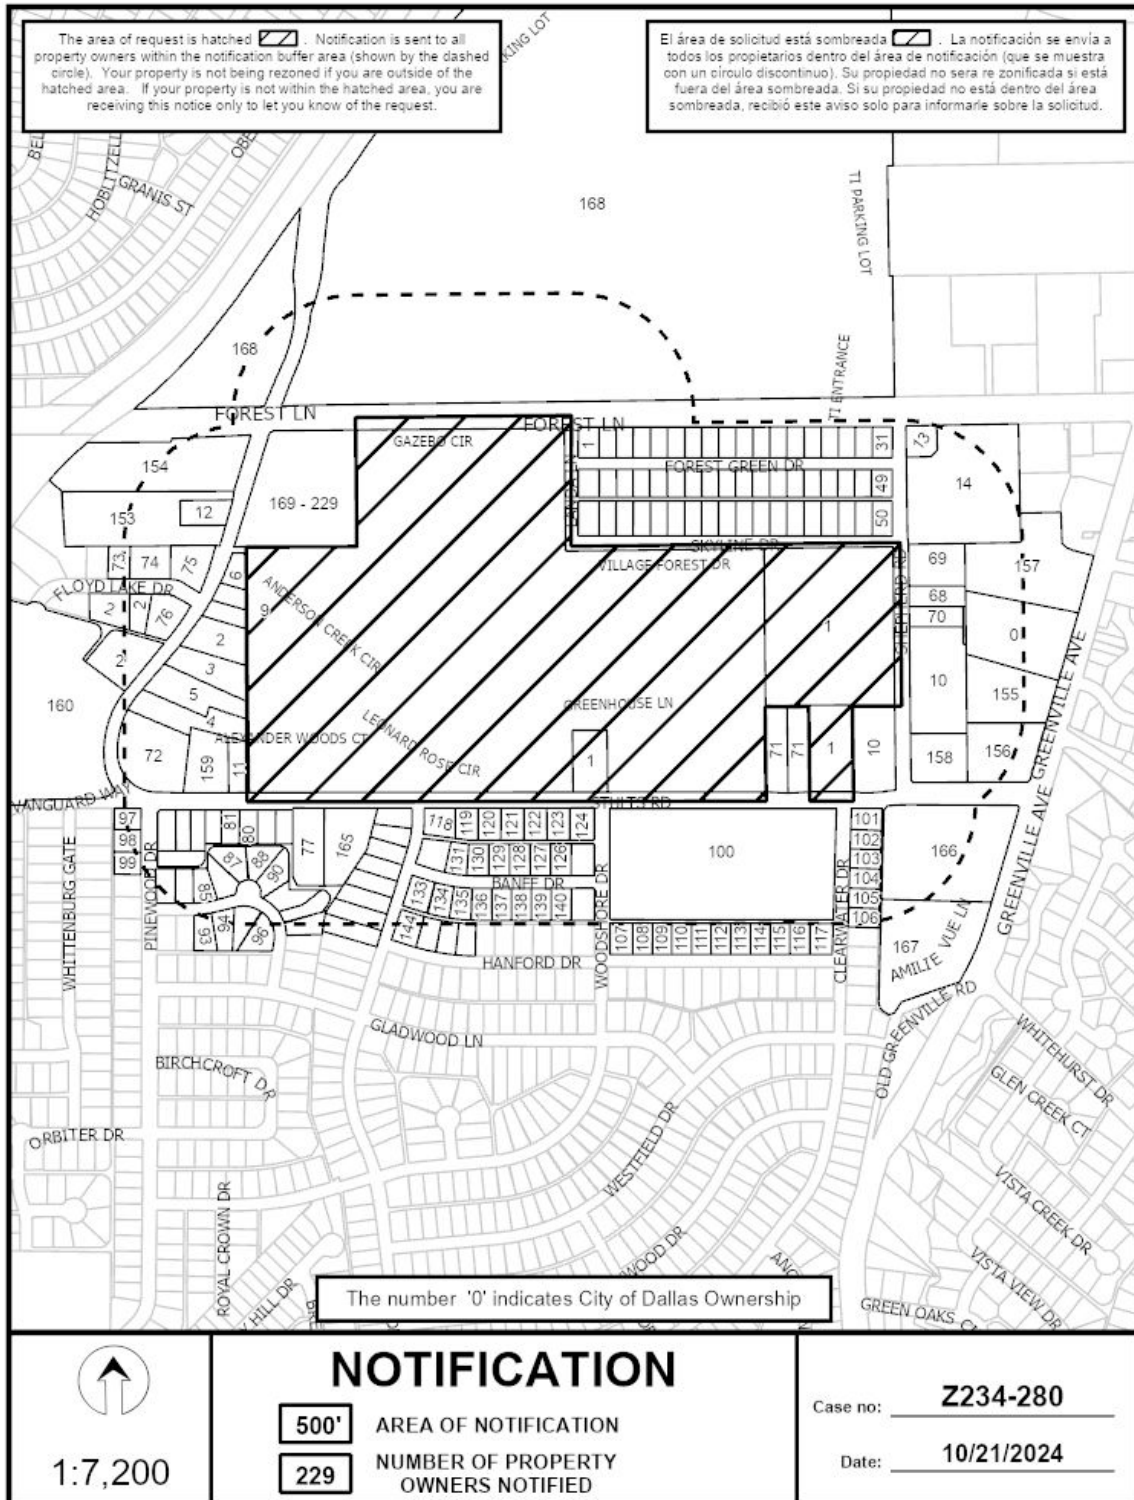 The area of request is hatched . Notification is sent to all
property owners within the notification buffer area (shown by the dashed
circle). Your property is not being rezoned if you are outside of the
hatched area. If your property is not within the hatched area, you are
receiving this notice only to let you know of the request.
El área de solicitud está sombreada . La notificación se envía a
todos los propietarios dentro del área de notificación (que se muestra
con un círculo discontinuo). Su propiedad no sera re zonificada si está
fuera del área sombreada. Si su propiedad no está dentro del área
sombreada, recibió este aviso solo para informarle sobre la solicitud.
KING LOT
BEL
HOBLITZELL
OBE
GRANIS ST
168
TI PARKING LOT
168
TI ENTRANCE
FOREST LN
FOREST LN
GAZEBO CIR
1
31
13
154
FOREST GREEN DR
169 - 229
49
14
153
12
50
SKYLINE DR
73
74
75
6
VILLAGE FOREST DR
SHEPHERD RD
69
157
FLOYD LAKE DR
2
2
76
9
ANDERSON CREEK CIR
68
70
1
2
0
2
3
10
155
160
5
4
GREENHOUSE LN
ALEXANDER WOODS CT
LEONARD ROSE CIR
72
159
11
1
71
71
1
10
158
156
GREENVILLE AVE
GREENVILLE AVE
VANGUARD WAY
STULTS RD
97
98
99
81
80
77
165
118
119
120
121
122
123
124
101
102
103
104
105
106
100
166
87
88
90
131
130
129
128
127
126
BANFF DR
85
133
134
135
136
137
138
139
140
93
94
96
144
107
108
109
110
111
112
113
114
115
116
117
167
AMILIE VUE LN
WHITTENBURG GATE
PINEWOOD DR
WOODSHORE DR
CLEARWATER DR
HANFORD DR
OLD GREENVILLE RD
GLADWOOD LN
WHITEHURST DR
BIRCHCROFT DR
GLEN CREEK CT
ORBITER DR
WESTFIELD DR
VISTA CREEK DR
ROYAL CROWN DR
WOOD DR
VISTA VIEW DR
HILL DR
GREEN OAKS
The number '0' indicates City of Dallas Ownership
1:7,200
NOTIFICATION
500' AREA OF NOTIFICATION
229 NUMBER OF PROPERTY
OWNERS NOTIFIED
Case no: Z234-280
Date: 10/21/2024